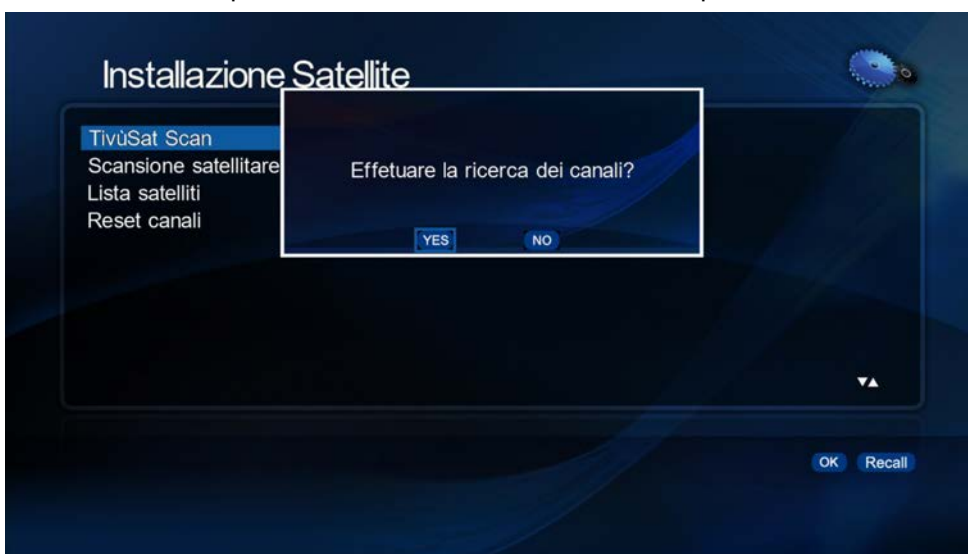 Installazione Satellite
TivùSat Scan
Scansione satellitare
Lista satelliti
Reset canali
Effetuare la ricerca dei canali?
YES NO
OK Recall